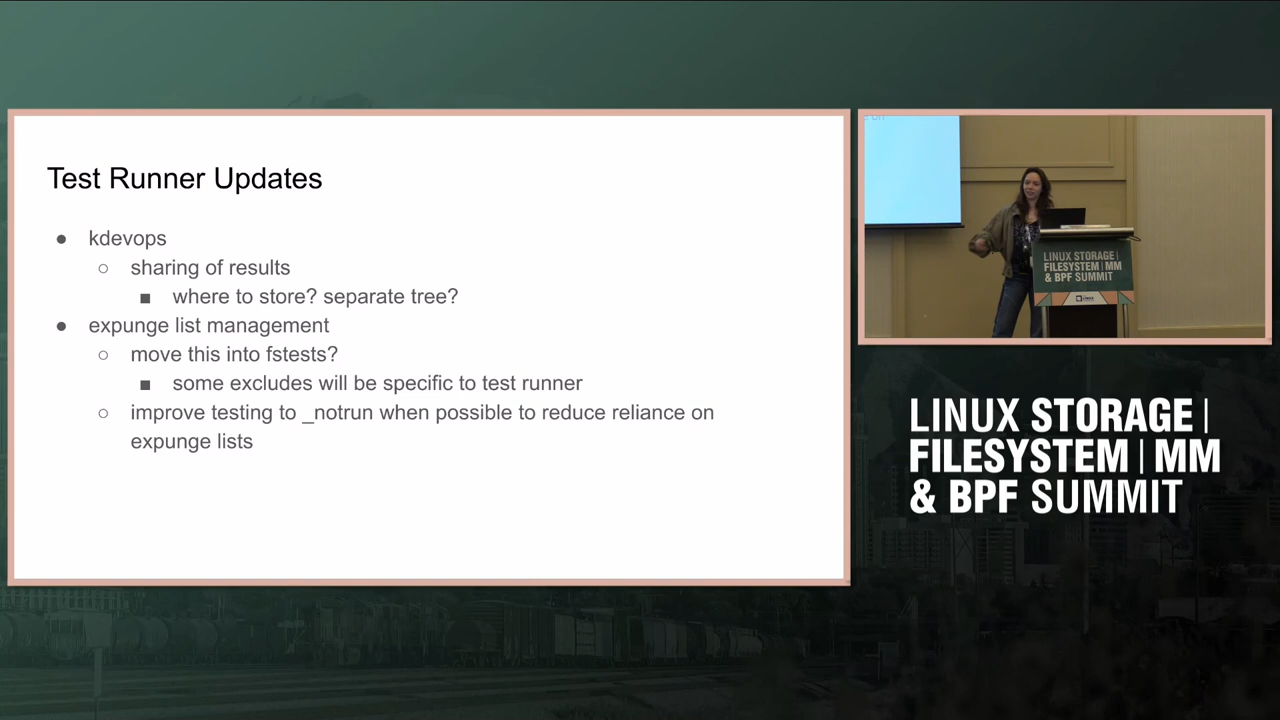 Test Runner Updates
● kdevops
○ sharing of results
■ where to store? separate tree?
● expunge list management
○ move this into fstests?
■ some excludes will be specific to test runner
○ improve testing to _notrun when possible to reduce reliance on
expunge lists
LINUX STORAGE |
FILESYSTEM | MM
& BPF SUMMIT
LINUX STORAGE |
FILESYSTEM | MM
& BPF SUMMIT